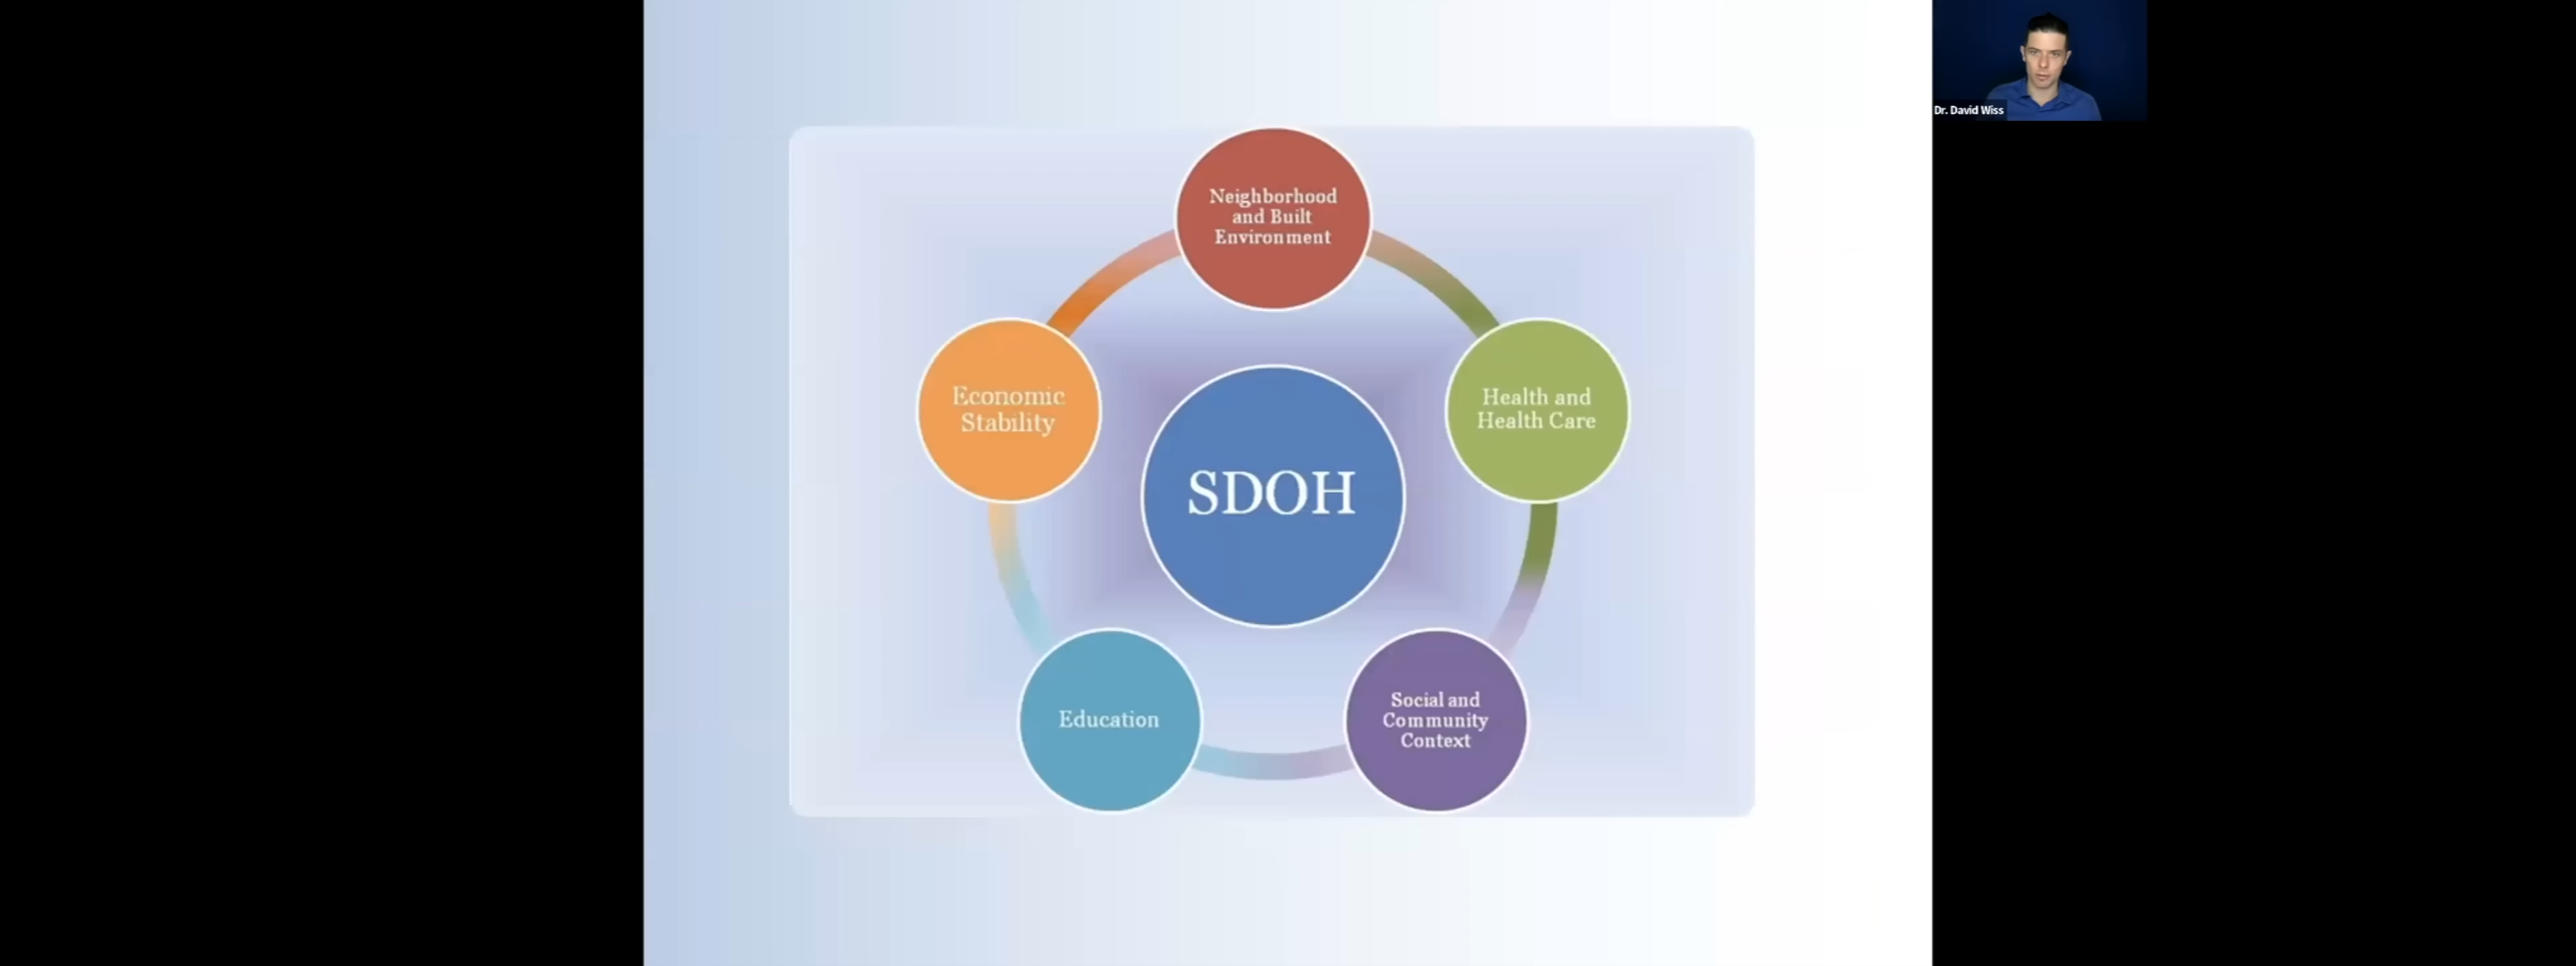 Neighborhood
and Built
Environment
Economic
Stability
Health and
Health Care
SDOH
Education
Social and
Community
Context
Dr. David Wiss